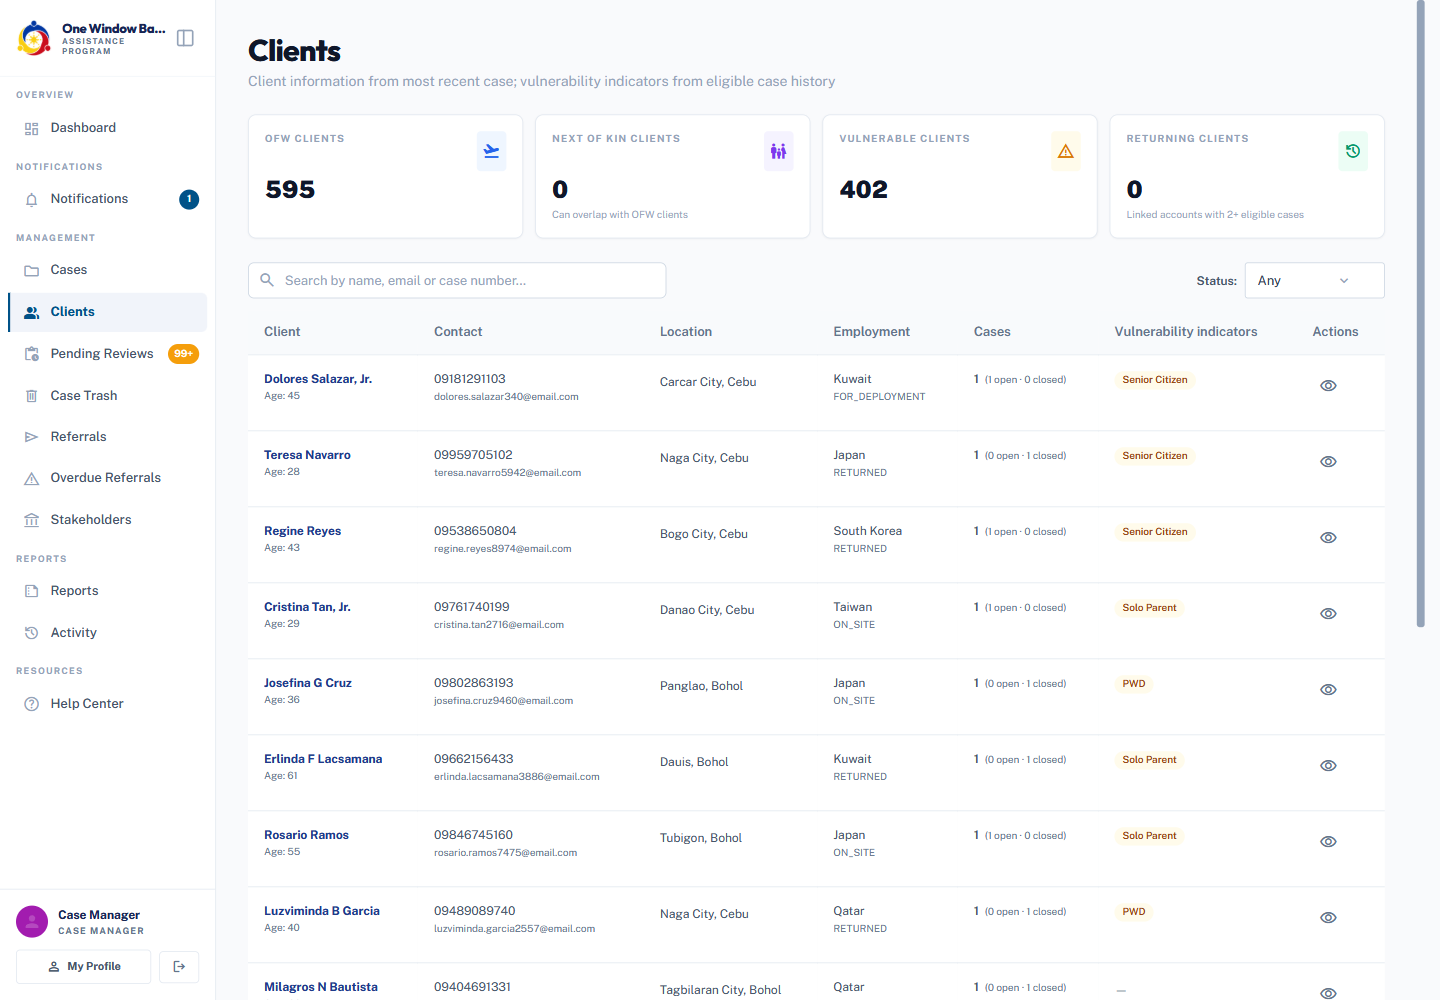 One Window Ba...
ASSISTANCE
PROGRAM
OVERVIEW
Dashboard
NOTIFICATIONS
Notifications
1
MANAGEMENT
Cases
Clients
Pending Reviews
99+
Case Trash
Referrals
Overdue Referrals
Stakeholders
REPORTS
Reports
Activity
RESOURCES
Help Center
Case Manager
CASE MANAGER
My Profile
Clients
Client information from most recent case; vulnerability indicators from eligible case history
OFW CLIENTS
595
NEXT OF KIN CLIENTS
0
Can overlap with OFW clients
VULNERABLE CLIENTS
402
RETURNING CLIENTS
0
Linked accounts with 2+ eligible cases
Search by name, email or case number...
Status: Any
Client Contact Location Employment Cases Vulnerability indicators Actions
Dolores Salazar, Jr. 09181291103 Carcar City, Cebu Kuwait 1 (1 open · 0 closed) Senior Citizen
Age: 45 dolores.salazar340@email.com FOR_DEPLOYMENT
Teresa Navarro 09959705102 Naga City, Cebu Japan 1 (0 open · 1 closed) Senior Citizen
Age: 28 teresa.navarro5942@email.com RETURNED
Regine Reyes 09538650804 Bogo City, Cebu South Korea 1 (1 open · 0 closed) Senior Citizen
Age: 43 regine.reyes8974@email.com RETURNED
Cristina Tan, Jr. 09761740199 Danao City, Cebu Taiwan 1 (1 open · 0 closed) Solo Parent
Age: 29 cristina.tan2716@email.com ON_SITE
Josefina G Cruz 09802863193 Panglao, Bohol Japan 1 (0 open · 1 closed) PWD
Age: 36 josefina.cruz9460@email.com ON_SITE
Erlinda F Lacsamana 09662156433 Dauis, Bohol Kuwait 1 (0 open · 1 closed) Solo Parent
Age: 61 erlinda.lacsamana3886@email.com RETURNED
Rosario Ramos 09846745160 Tubigon, Bohol Japan 1 (1 open · 0 closed) Solo Parent
Age: 55 rosario.ramos7475@email.com ON_SITE
Luzviminda B Garcia 09489089740 Naga City, Cebu Qatar 1 (0 open · 1 closed) PWD
Age: 40 luzviminda.garcia2557@email.com RETURNED
Milagros N Bautista 09404691331 Tagbilaran City, Bohol Qatar 1 (0 open · 1 closed) —